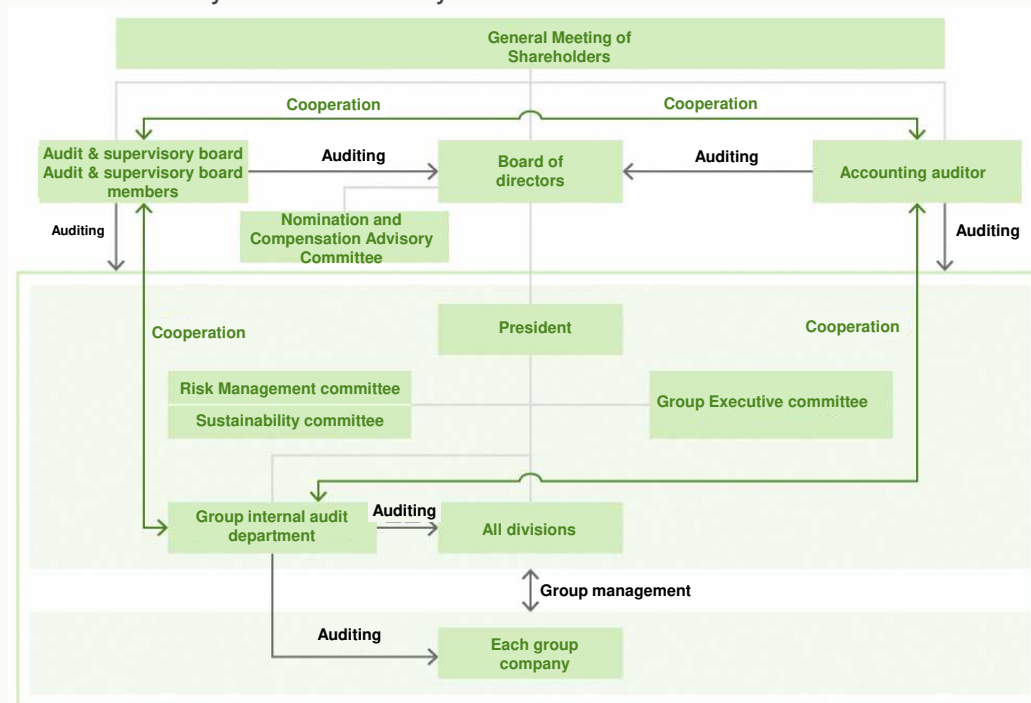 General Meeting of
Shareholders
Cooperation
Cooperation
Audit & supervisory board
Audit & supervisory board
members
Auditing
Board of
directors
Auditing
Accounting auditor
Auditing
Nomination and
Compensation Advisory
Committee
Auditing
President
Cooperation
Cooperation
Risk Management committee
Sustainability committee
Group Executive committee
Group internal audit
department
Auditing
All divisions
Group management
Auditing
Each group
company